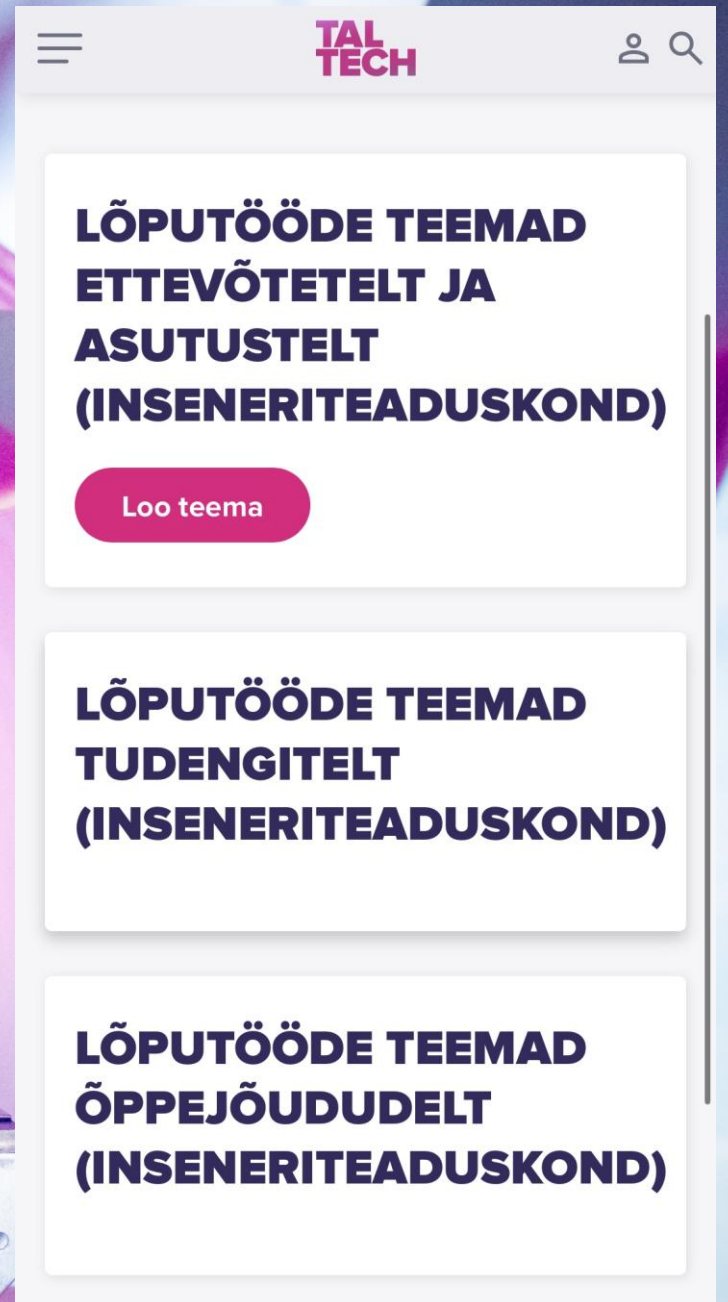 TAL
TECH
LÕPUTÖÖDE TEEMAD
ETTEVÕTETELT JA
ASUTUSTELT
(INSENERITEADUSKOND)
Loo teema
LÕPUTÖÖDE TEEMAD
TUDENGITELT
(INSENERITEADUSKOND)
LÕPUTÖÖDE TEEMAD
ÕPPEJÕUDUDELT
(INSENERITEADUSKOND)